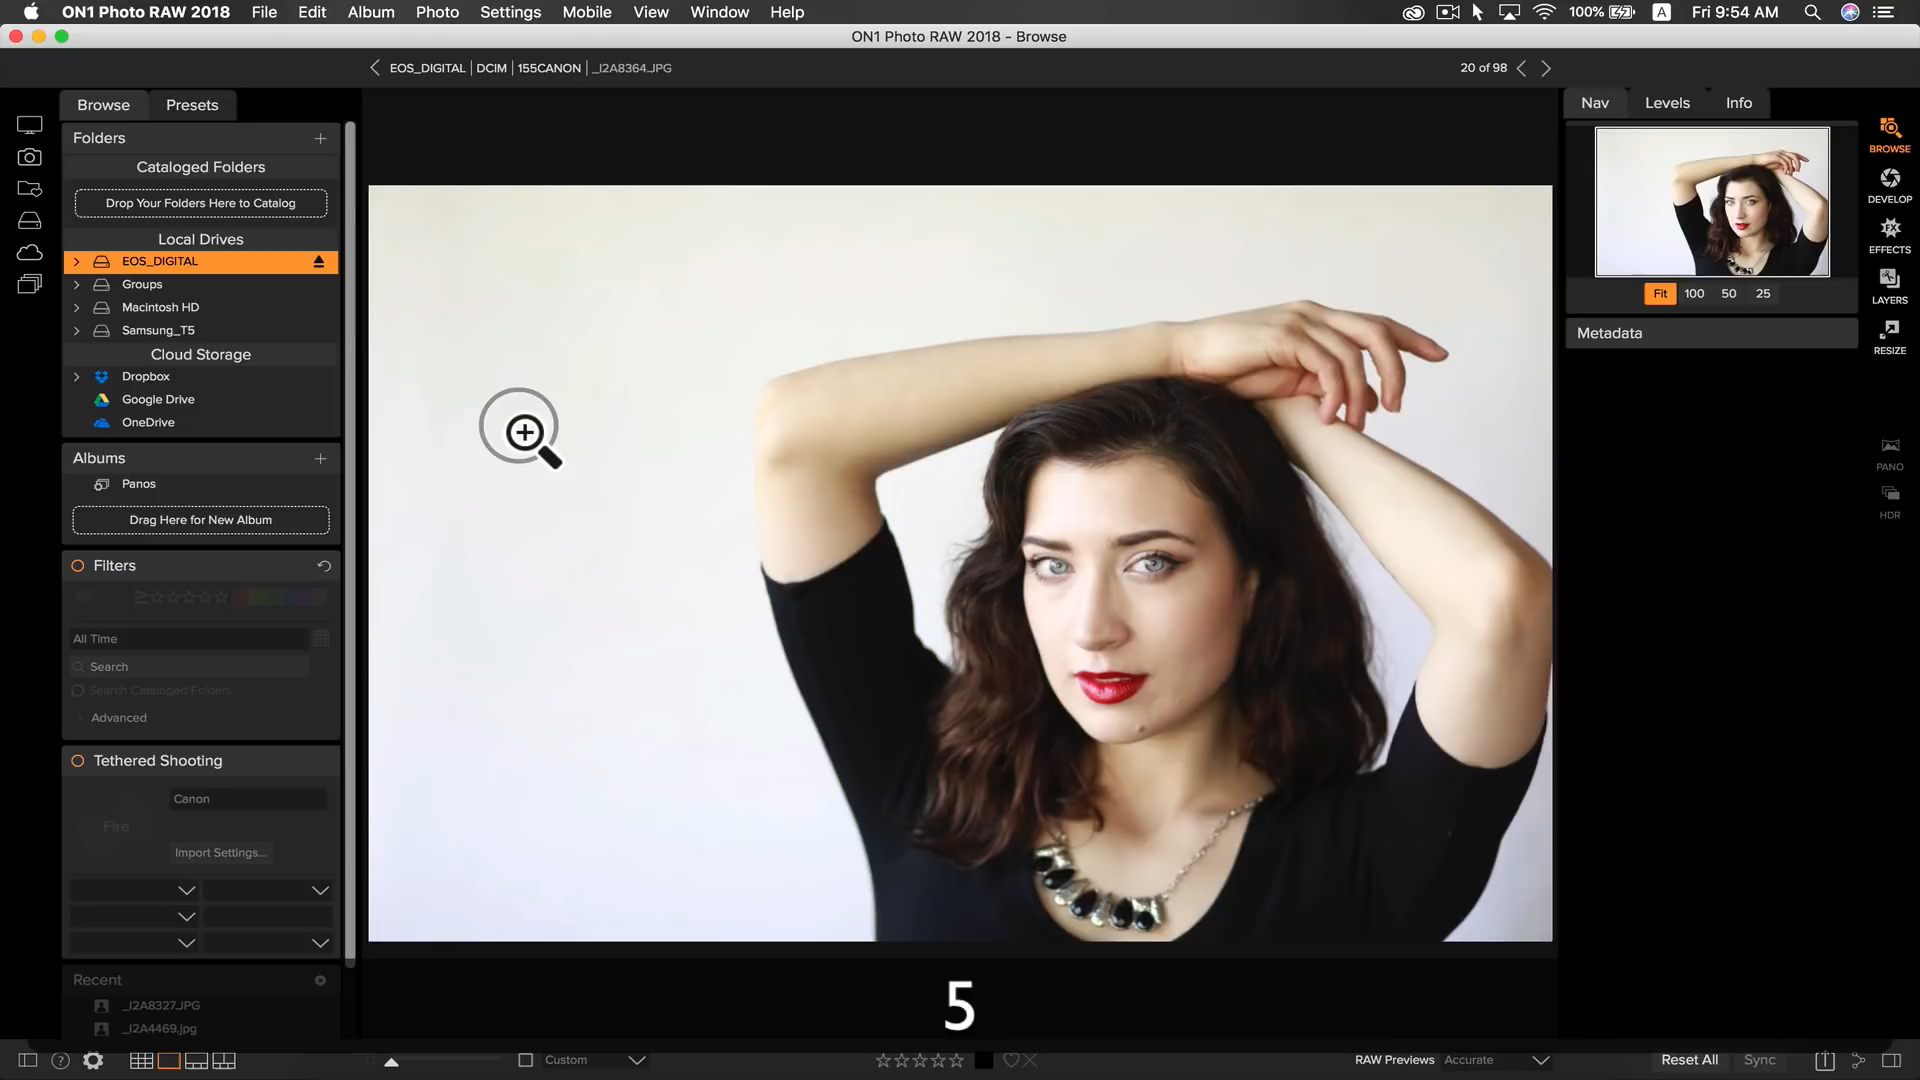 ON1 Photo RAW 2018 File Edit Album Photo Settings Mobile View Window Help 100% A Fri 9:54 AM
ON1 Photo RAW 2018 - Browse
EOS_DIGITAL DCIM 155CANON _I2A8364.JPG 20 of 98
Browse Presets
Folders
Cataloged Folders
Drop Your Folders Here to Catalog
Local Drives
EOS_DIGITAL
Groups
Macintosh HD
Samsung_T5
Cloud Storage
Dropbox
Google Drive
OneDrive
Albums
Panos
Drag Here for New Album
Filters
All Time
Search
Search Cataloged Folders
Advanced
Tethered Shooting
Canon
Fire
Import Settings...
Recent
_I2A8327.JPG
_I2A4469.jpg
Nav Levels Info
Fit 100 50 25
Metadata
BROWSE
DEVELOP
EFFECTS
LAYERS
RESIZE
PANO
HDR
5
Custom
RAW Previews Accurate
Reset All Sync